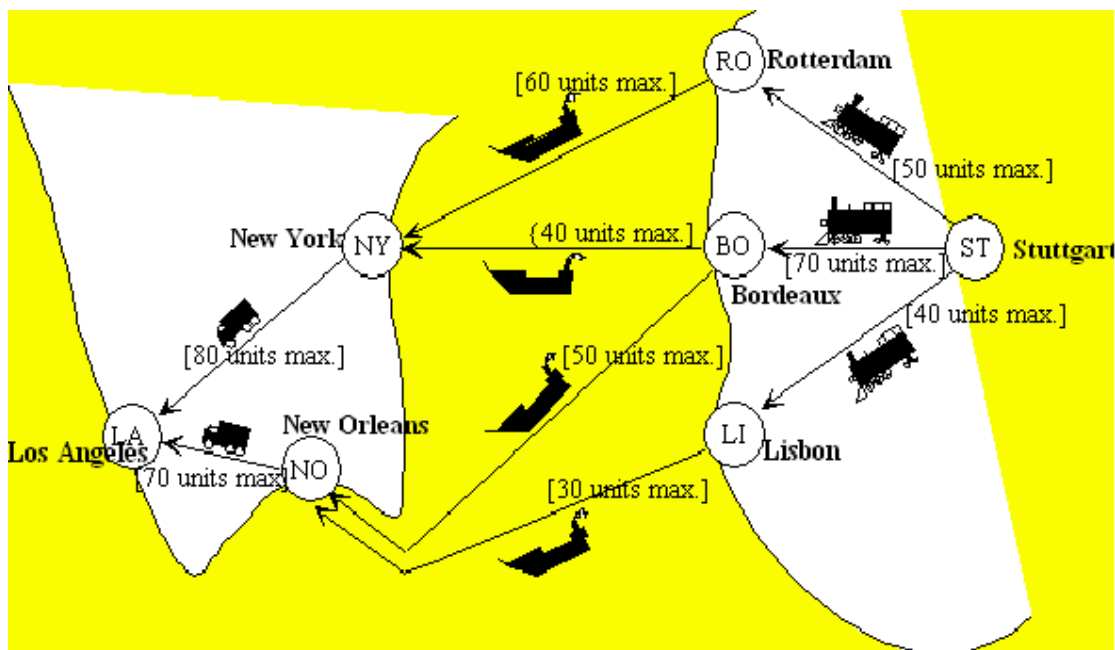 RO Rotterdam
[60 units max.]
[50 units max.]
New York NY
{40 units max.]
BO
ST Stuttgart
[70 units max.]
Bordeaux
[40 units max.]
[80 units max.]
[50 units max.]
New Orleans
LA
Los Angeles
LI
Lisbon
NO
[70 units max]
[30 units max.]